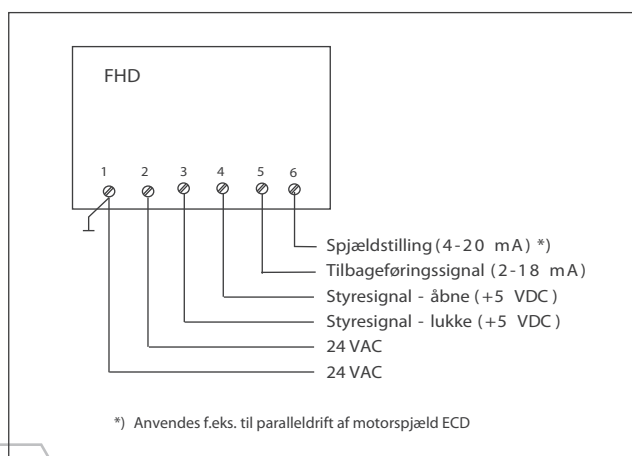 FHD
1 2 3 4 5 6
Spjældstilling (4-20 mA) *)
Tilbageføringssignal (2-18 mA)
Styresignal - åbne (+5 VDC)
Styresignal - lukke (+5 VDC)
24 VAC
24 VAC
*) Anvendes f.eks. til paralleldrift af motorspjæld ECD